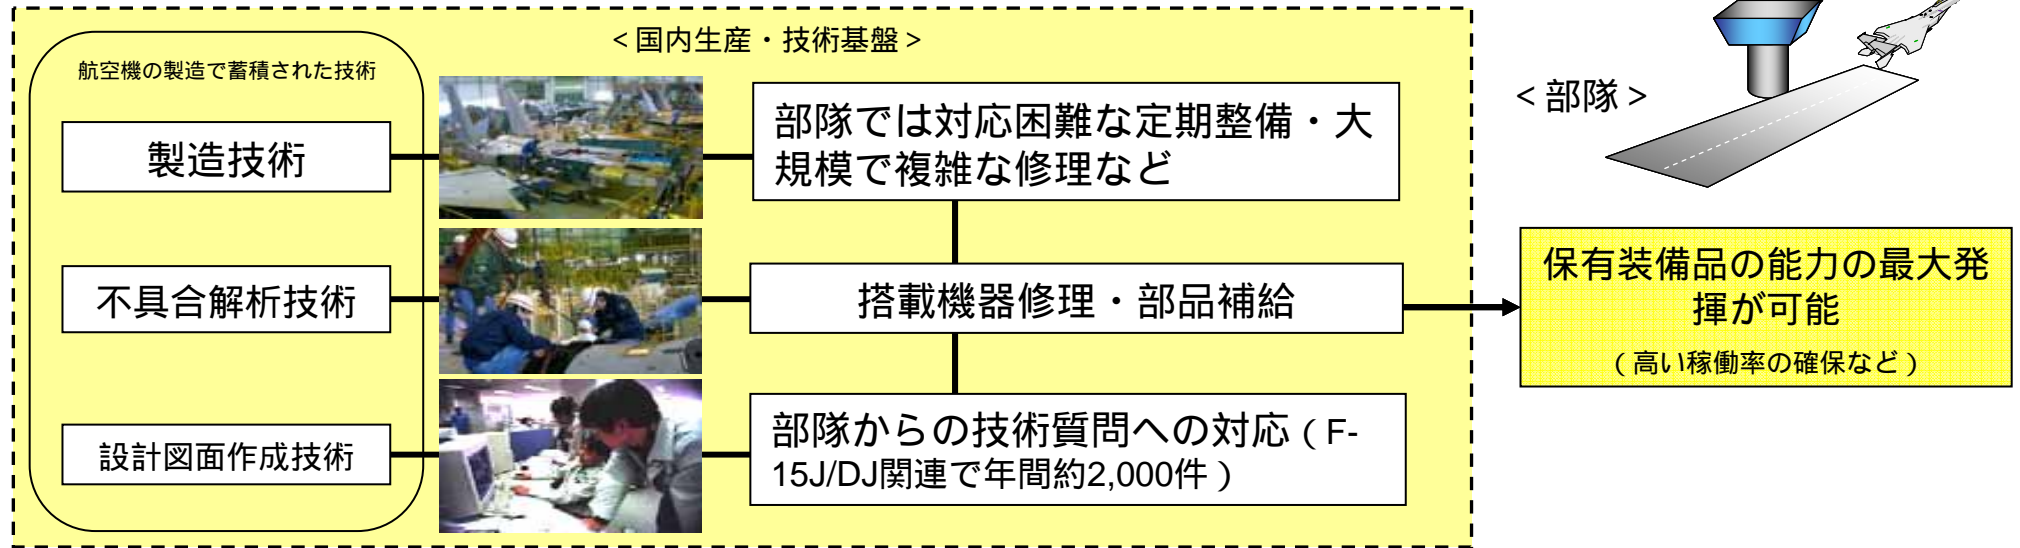 <国内生産・技術基盤>
航空機の製造で蓄積された技術
製造技術
部隊では対応困難な定期整備・大
規模で複雑な修理など
不具合解析技術
搭載機器修理・部品補給
設計図面作成技術
部隊からの技術質問への対応(F-
15J/DJ関連で年間約2,000件)
<部隊>
保有装備品の能力の最大発
揮が可能
(高い稼働率の確保など)